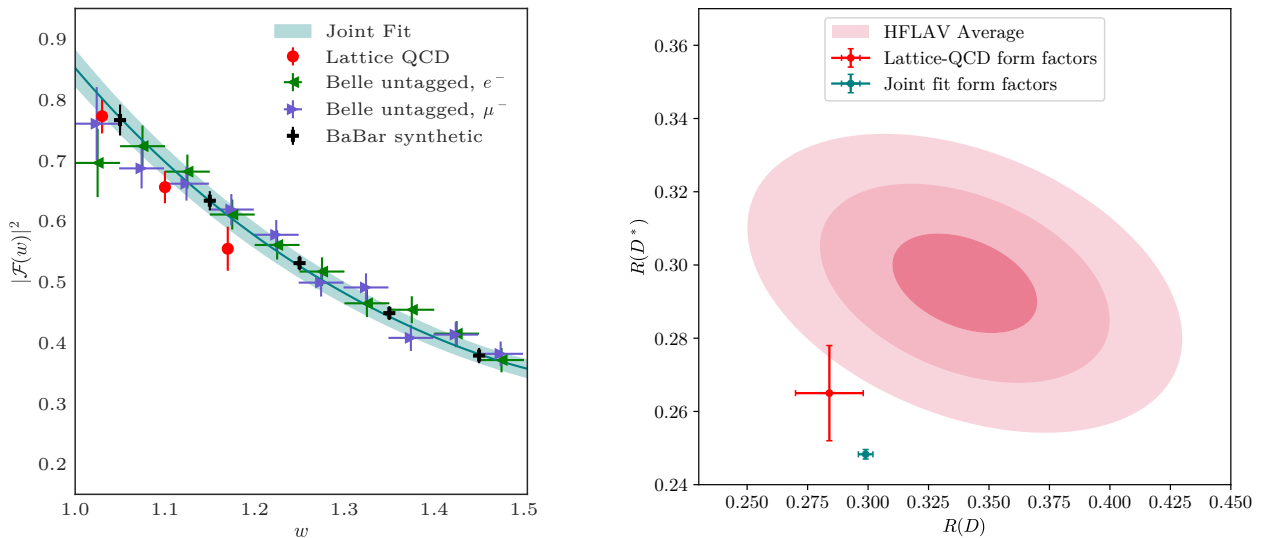 Joint Fit
Lattice QCD
Belle untagged, e⁻
Belle untagged, μ⁻
BaBar synthetic
|ℱ(w)|²
0.9
0.8
0.7
0.6
0.5
0.4
0.3
0.2
1.0 1.1 1.2 1.3 1.4 1.5
w
HFLAV Average
Lattice-QCD form factors
Joint fit form factors
R(D*)
0.36
0.34
0.32
0.30
0.28
0.26
0.24
0.250 0.275 0.300 0.325 0.350 0.375 0.400 0.425 0.450
R(D)